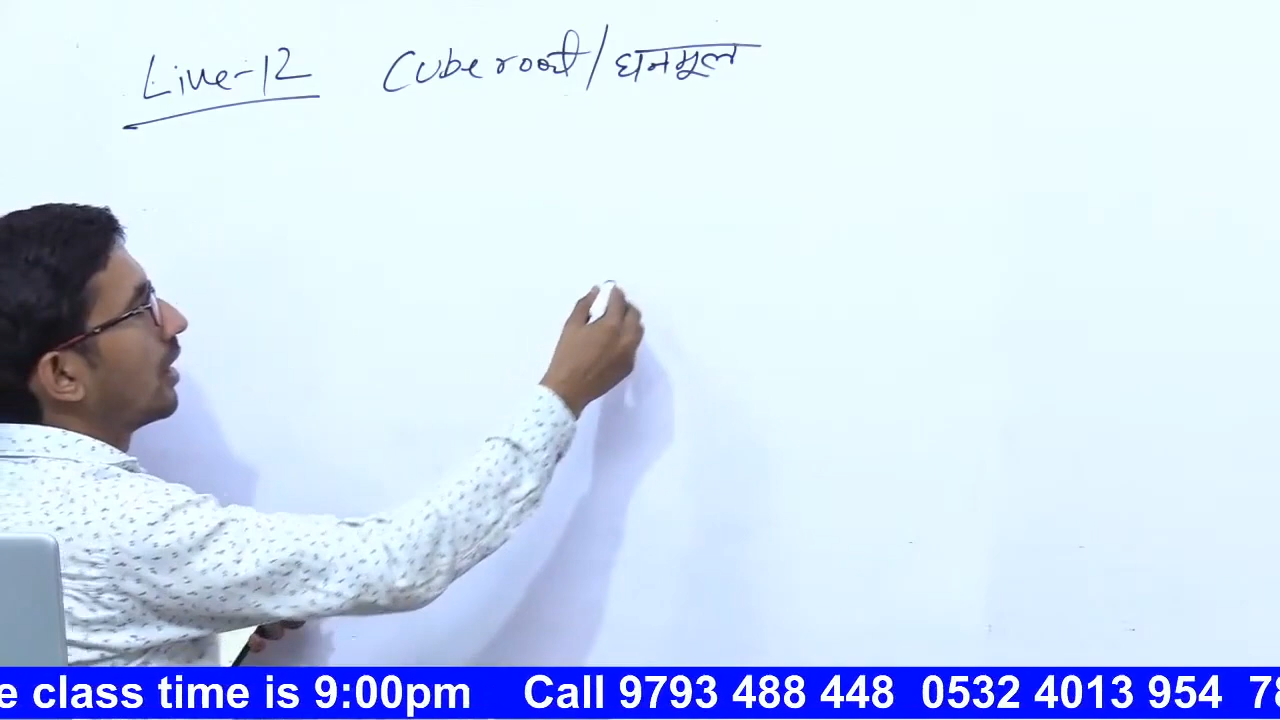 Live-12 Cube root/घनमूल
e class time is 9:00pm Call 9793 488 448 0532 4013 954 78